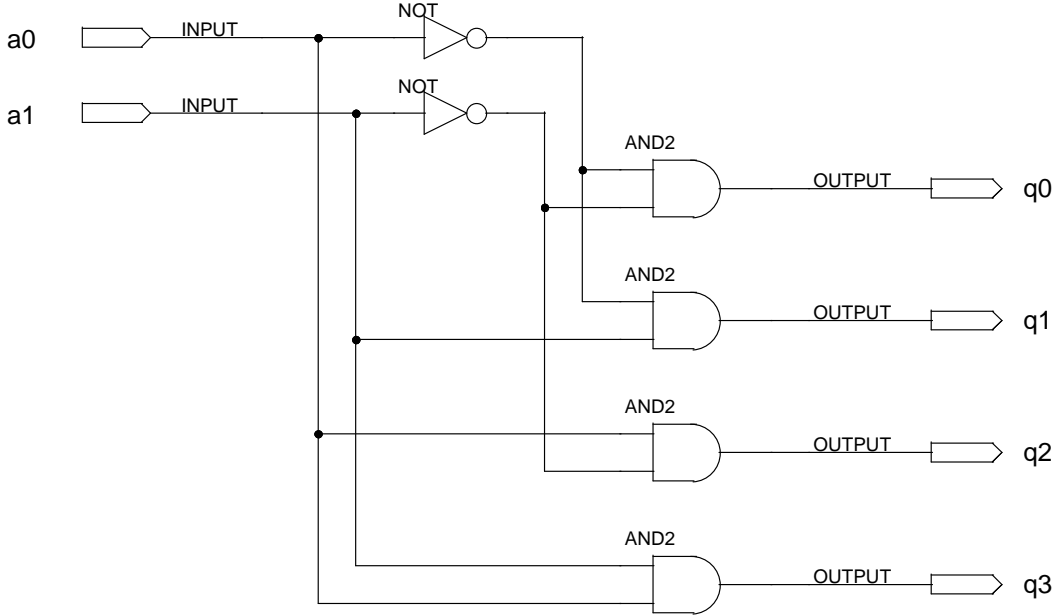 NOT
a0 INPUT
NOT
a1 INPUT
AND2
OUTPUT q0
AND2
OUTPUT q1
AND2
OUTPUT q2
AND2
OUTPUT q3